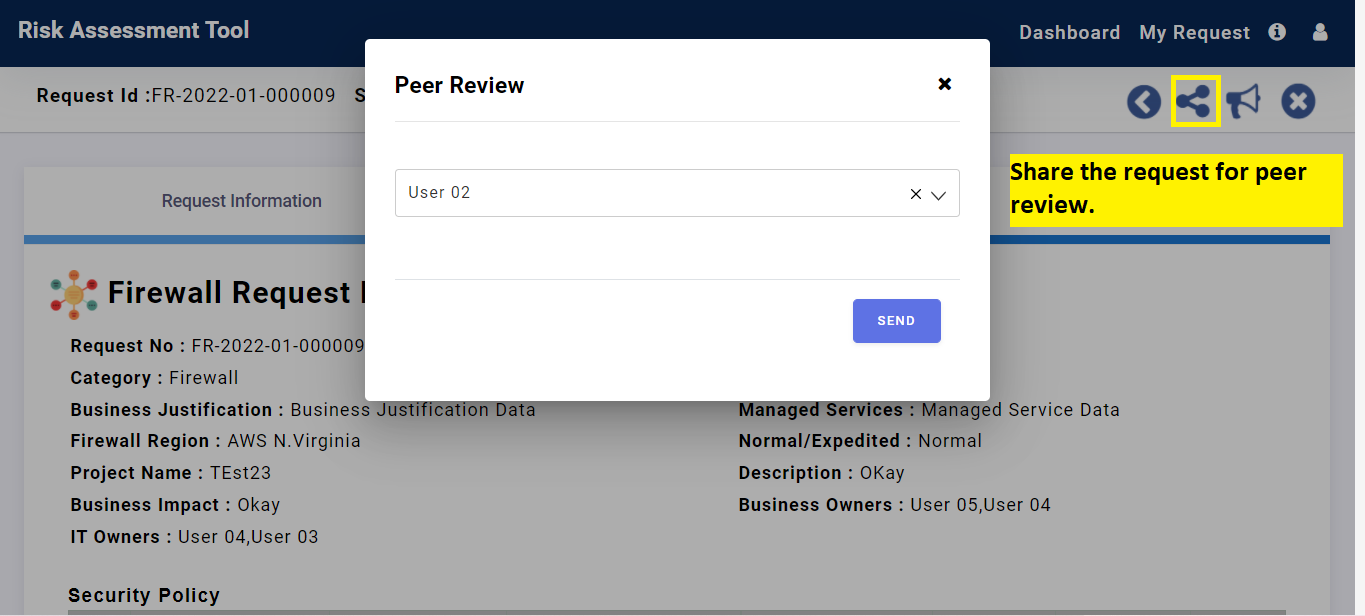 Risk Assessment Tool
Dashboard My Request
Peer Review
Request Id :FR-2022-01-000009 S
User 02
Share the request for peer
review.
Request Information
Firewall Request
SEND
Request No : FR-2022-01-000009
Category : Firewall
Business Justification : Business Justification Data
Managed Services : Managed Service Data
Firewall Region : AWS N.Virginia
Normal/Expedited : Normal
Project Name : TEst23
Description : OKay
Business Impact : Okay
Business Owners : User 05,User 04
IT Owners : User 04,User 03
Security Policy